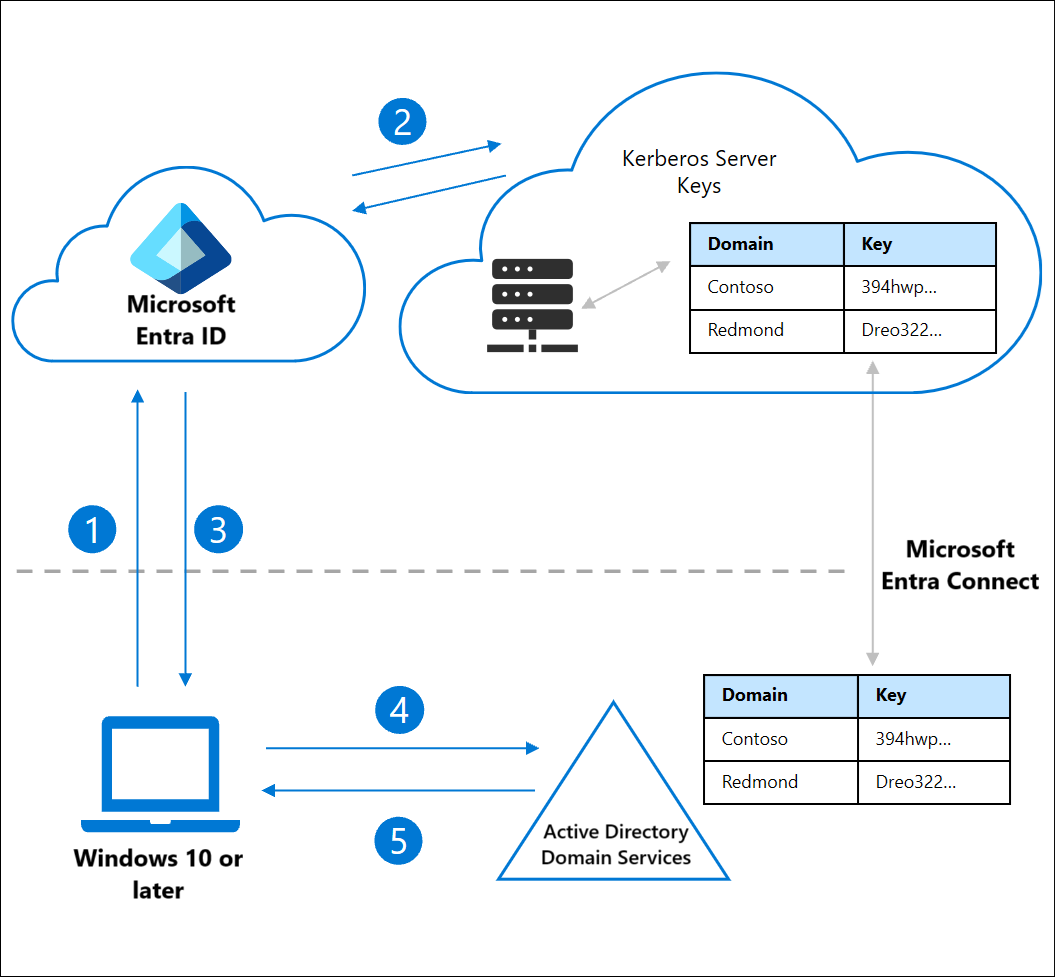 2
Kerberos Server
Keys
Domain Key
Contoso 394hwp...
Redmond Dreo322...
Microsoft
Entra ID
1
3
Microsoft
Entra Connect
4
Domain Key
Contoso 394hwp...
Redmond Dreo322...
5
Active Directory
Domain Services
Windows 10 or
later